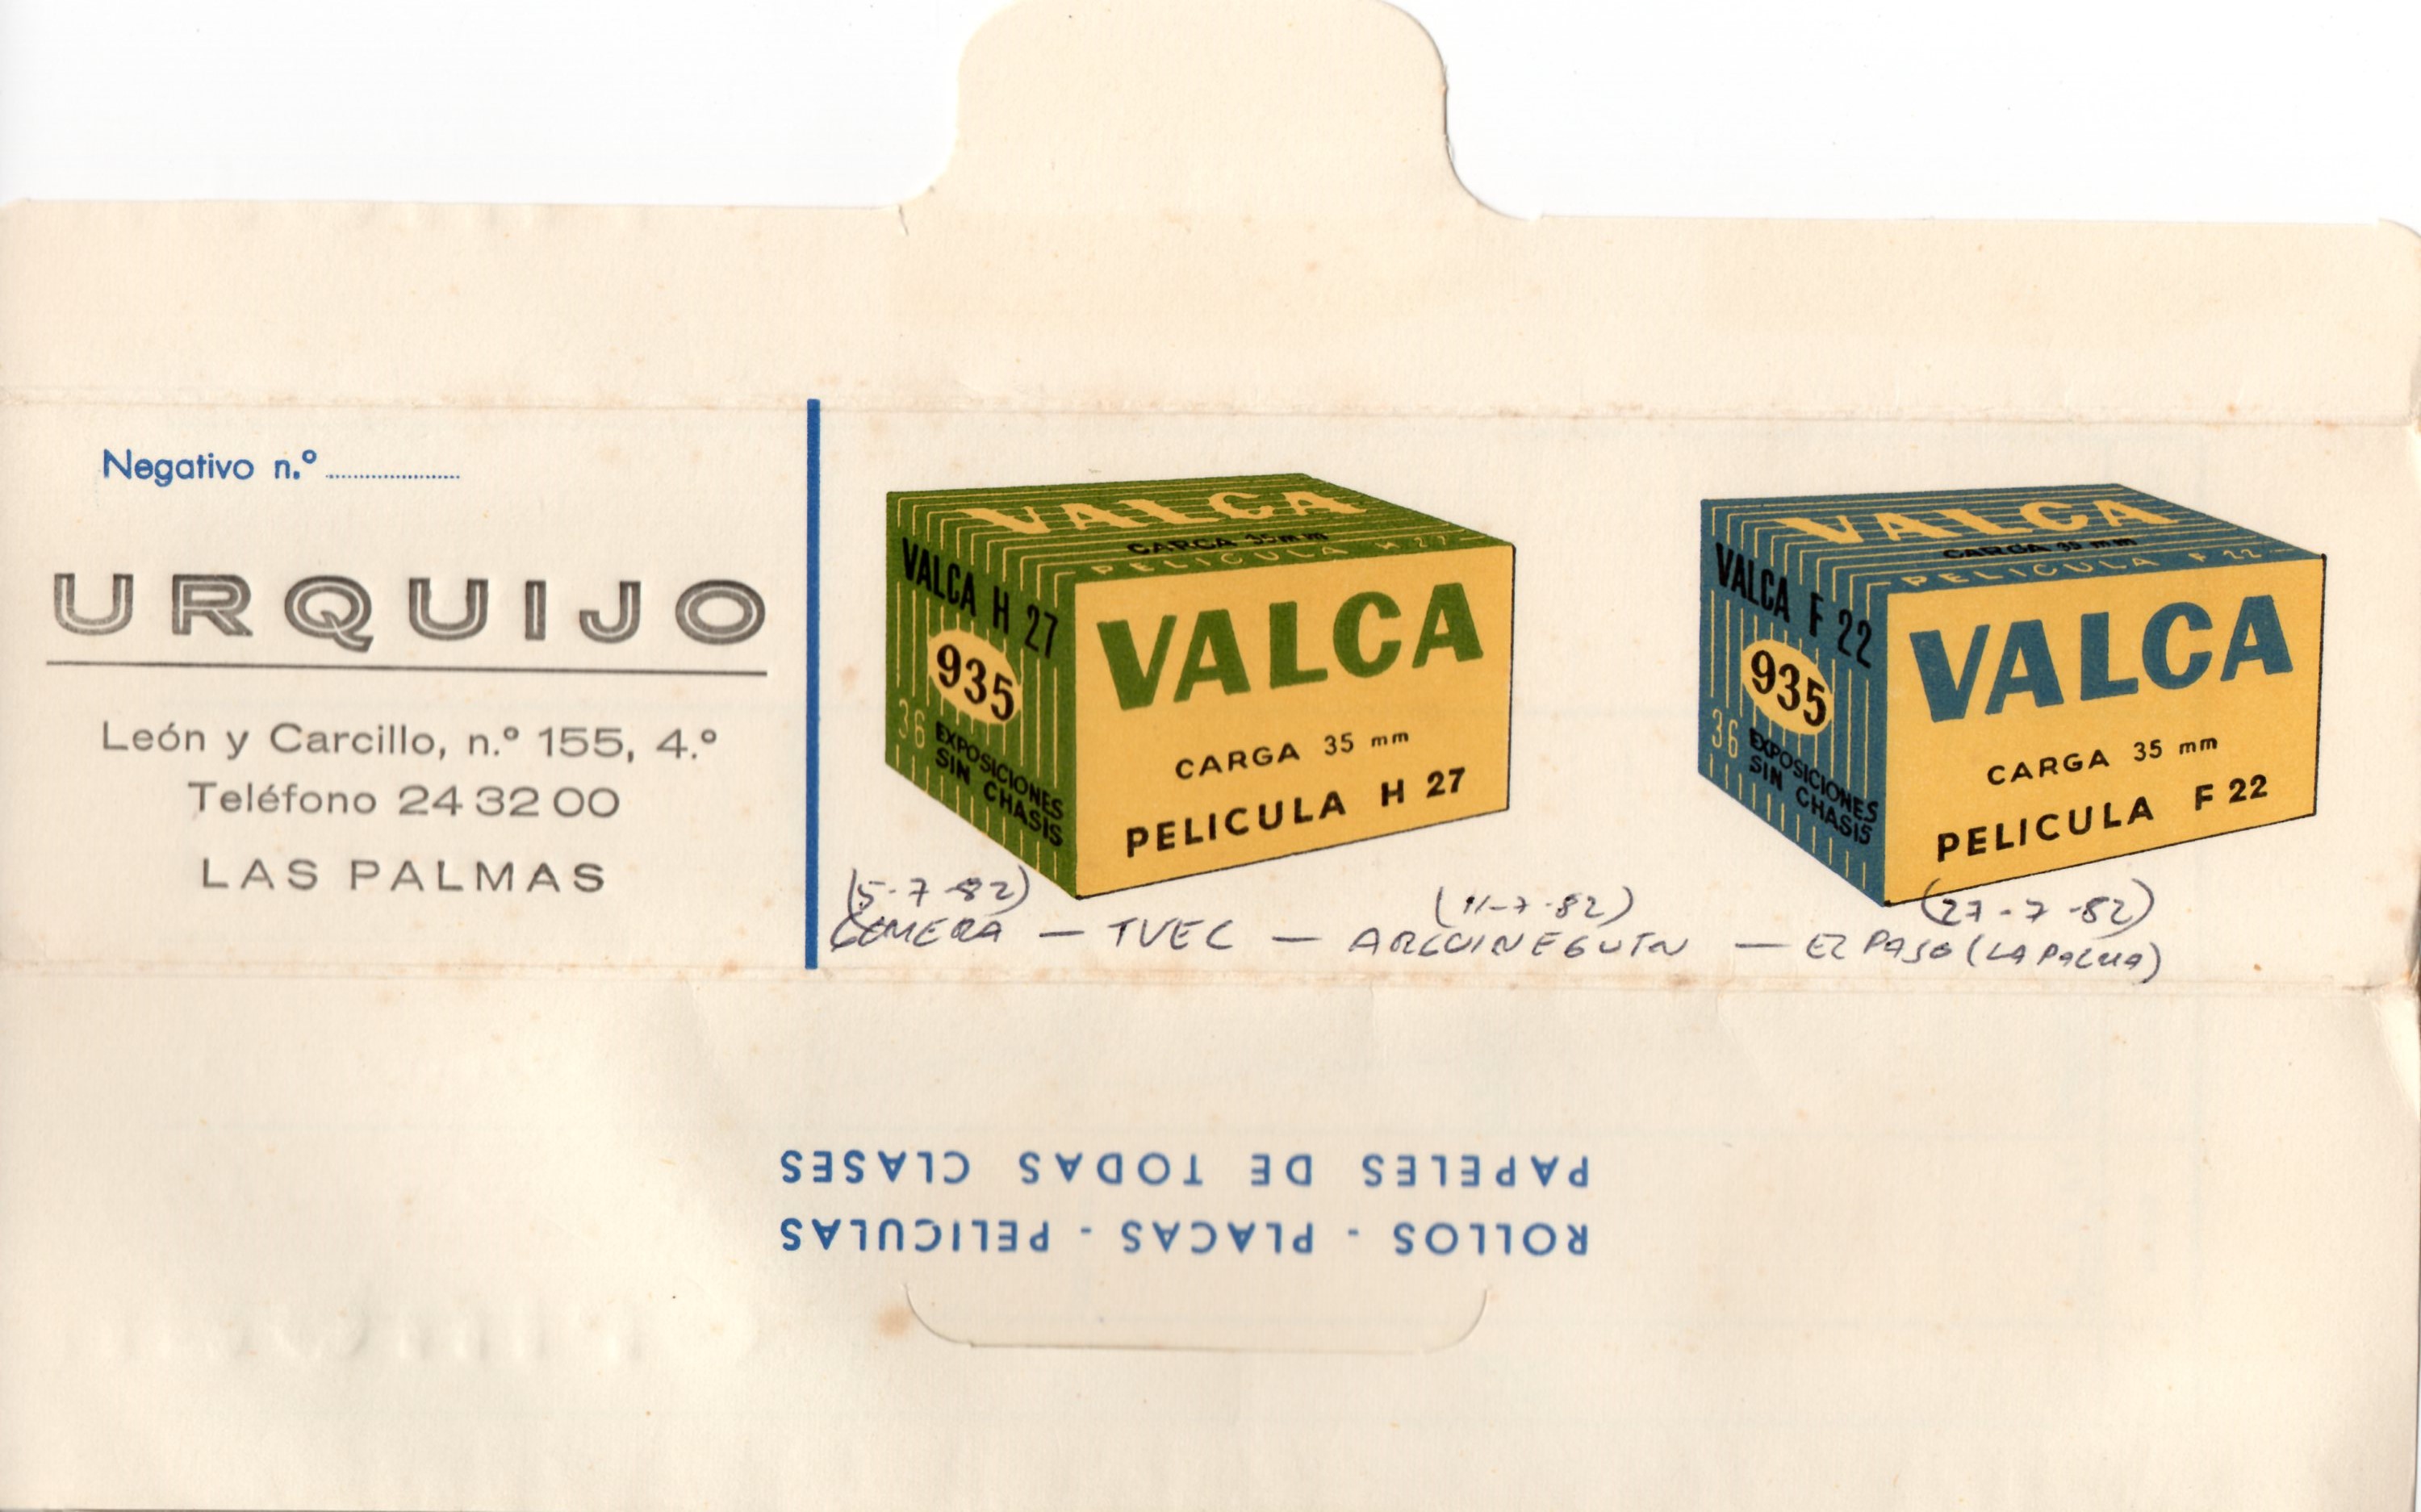 Negativo n.º
URQUIJO
León y Carcillo, n.º 155, 4.º
Teléfono 24 32 00
LAS PALMAS
VALCA
CARGA 35 mm
PELICULA H 27
VALCA H 27
935
36 EXPOSICIONES
SIN CHASIS
VALCA
CARGA 35 mm
PELICULA H 27
VALCA
CARGA 35 mm
PELICULA F 22
VALCA F 22
935
36 EXPOSICIONES
SIN CHASIS
VALCA
CARGA 35 mm
PELICULA F 22
(5-7-82) (11-7-82) (27-7-82)
GOMERA — TVEC — ARGUINEGUIN — EL PASO (LA PALMA)
ROLLOS - PLACAS - PELICULAS
PAPELES DE TODAS CLASES